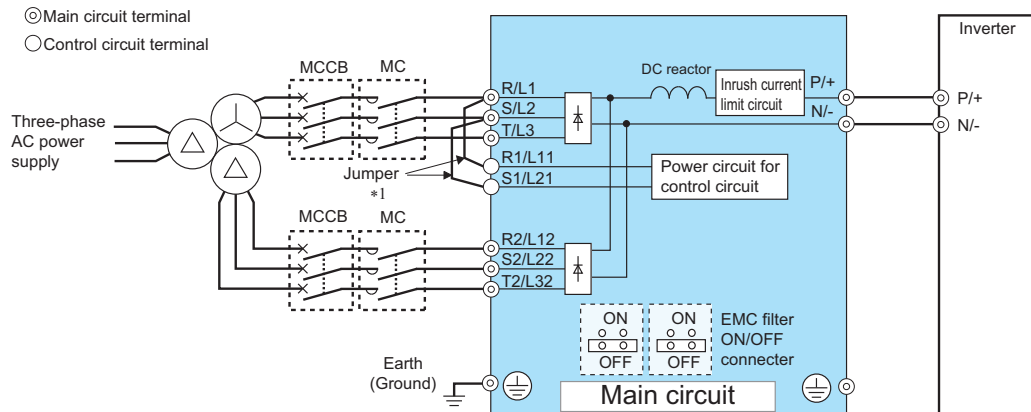 Main circuit terminal
Control circuit terminal
MCCB
MC
Three-phase
AC power
supply
R/L1
S/L2
T/L3
R1/L11
S1/L21
Jumper
*1
DC reactor
Inrush current
limit circuit
P/+
N/-
Inverter
P/+
N/-
Power circuit for
control circuit
MCCB
MC
R2/L12
S2/L22
T2/L32
ON
OFF
ON
OFF
EMC filter
ON/OFF
connecter
Earth
(Ground)
Main circuit